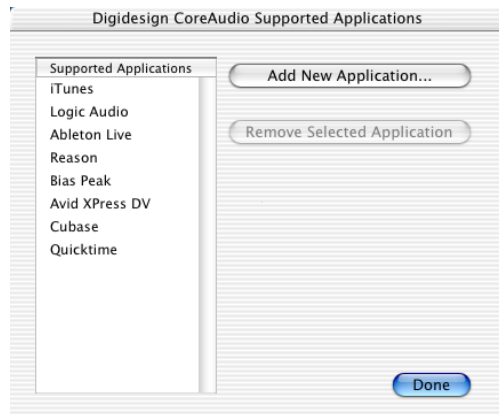 Digidesign CoreAudio Supported Applications
Supported Applications
iTunes
Logic Audio
Ableton Live
Reason
Bias Peak
Avid XPress DV
Cubase
Quicktime
Add New Application...
Remove Selected Application
Done